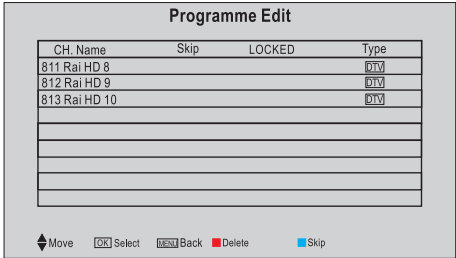 Programme Edit
CH. Name Skip LOCKED Type
811 Rai HD 8 DTV
812 Rai HD 9 DTV
813 Rai HD 10 DTV
Move OK Select MENU Back Delete Skip